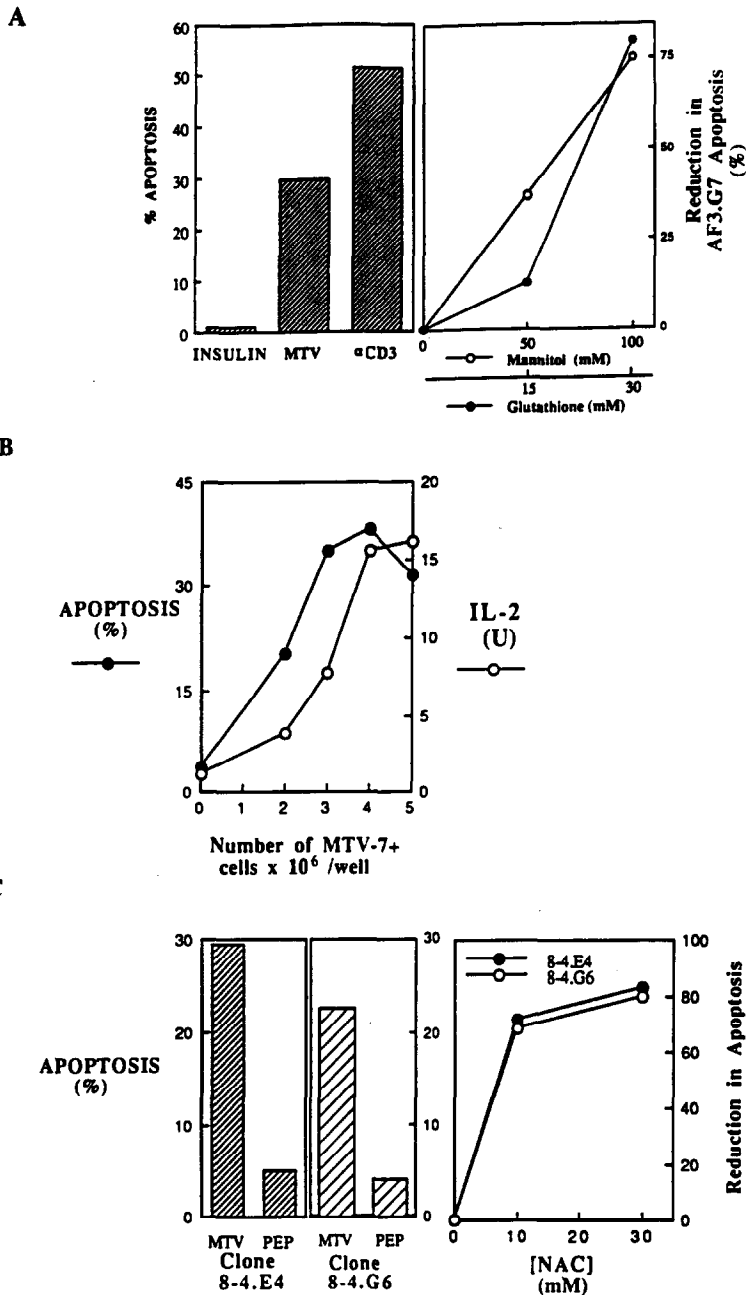 A
60
50
40
30
20
10
0
% APOPTOSIS
INSULIN MTV αCD3
75
50
25
0
Reduction in
AF3.G7 Apoptosis
(%)
0 50 100
Mannitol (mM)
15 30
Glutathione (mM)
B
45
30
15
0
APOPTOSIS
(%)
20
15
10
5
0
IL-2
(U)
0 1 2 3 4 5
Number of MTV-7+
cells x 10⁶ /well
30
20
10
0
APOPTOSIS
(%)
MTV PEP
Clone
8-4.E4
30
20
10
0
MTV PEP
Clone
8-4.G6
8-4.E4
8-4.G6
100
80
60
40
20
0
Reduction in Apoptosis
0 10 20 30
[NAC]
(mM)